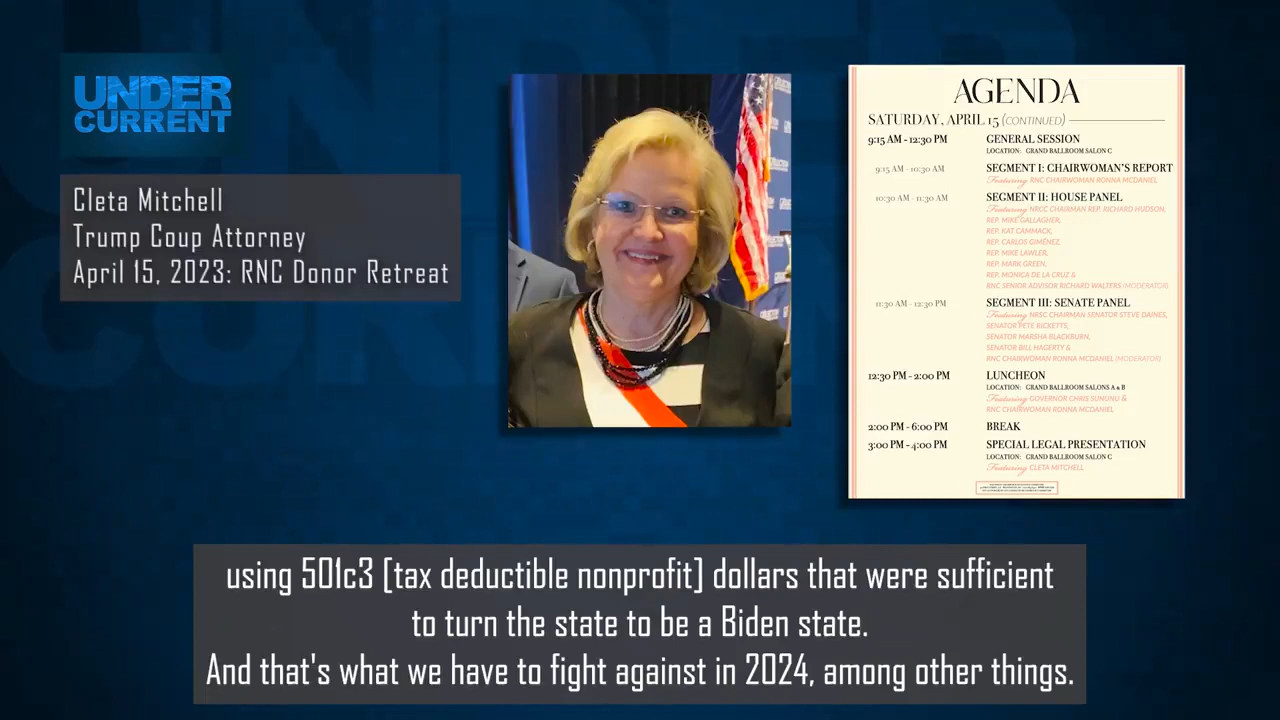 UNDER
CURRENT
Cleta Mitchell
Trump Coup Attorney
April 15, 2023: RNC Donor Retreat
AGENDA
SATURDAY, APRIL 15 (CONTINUED)
9:15 AM - 12:30 PM GENERAL SESSION
LOCATION: GRAND BALLROOM SALON C
9:15 AM - 10:30 AM SEGMENT I: CHAIRWOMAN'S REPORT
Featuring RNC CHAIRWOMAN RONNA MCDANIEL
10:30 AM - 11:30 AM SEGMENT II: HOUSE PANEL
Featuring NRCC CHAIRMAN REP. RICHARD HUDSON,
REP. MIKE GALLAGHER,
REP. KAT CAMMACK,
REP. CARLOS GIMÉNEZ,
REP. MIKE LAWLER,
REP. MARK GREEN,
REP. MONICA DE LA CRUZ &
RNC SENIOR ADVISOR RICHARD WALTERS (MODERATOR)
11:30 AM - 12:30 PM SEGMENT III: SENATE PANEL
Featuring NRSC CHAIRMAN SENATOR STEVE DAINES,
SENATOR PETE RICKETTS,
SENATOR MARSHA BLACKBURN,
SENATOR BILL HAGERTY &
RNC CHAIRWOMAN RONNA MCDANIEL (MODERATOR)
12:30 PM - 2:00 PM LUNCHEON
LOCATION: GRAND BALLROOM SALONS A & B
Featuring GOVERNOR CHRIS SUNUNU &
RNC CHAIRWOMAN RONNA MCDANIEL
2:00 PM - 6:00 PM BREAK
3:00 PM - 4:00 PM SPECIAL LEGAL PRESENTATION
LOCATION: GRAND BALLROOM SALON C
Featuring CLETA MITCHELL
using 501c3 [tax deductible nonprofit] dollars that were sufficient
to turn the state to be a Biden state.
And that's what we have to fight against in 2024, among other things.